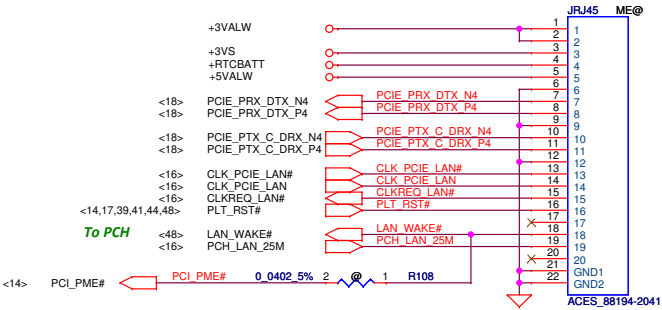 JRJ45 ME@
+3VALW 1 1
2 2
+3VS 3 3
+RTCBATT 4 4
+5VALW 5 5
6 6
<18> PCIE_PRX_DTX_N4 PCIE_PRX_DTX_N4 7 7
<18> PCIE_PRX_DTX_P4 PCIE_PRX_DTX_P4 8 8
9 9
<18> PCIE_PTX_C_DRX_N4 PCIE_PTX_C_DRX_N4 10 10
<18> PCIE_PTX_C_DRX_P4 PCIE_PTX_C_DRX_P4 11 11
12 12
<16> CLK_PCIE_LAN# CLK_PCIE_LAN# 13 13
<16> CLK_PCIE_LAN CLK_PCIE_LAN 14 14
<16> CLKREQ_LAN# CLKREQ_LAN# 15 15
<14,17,39,41,44,48> PLT_RST# PLT_RST# 16 16
17 17
To PCH <48> LAN_WAKE# LAN_WAKE# 18 18
<16> PCH_LAN_25M PCH_LAN_25M 19 19
20 20
21 GND1
22 GND2
<14> PCI_PME# PCI_PME# 0_0402_5% 2 @ 1 R108
ACES_88194-2041